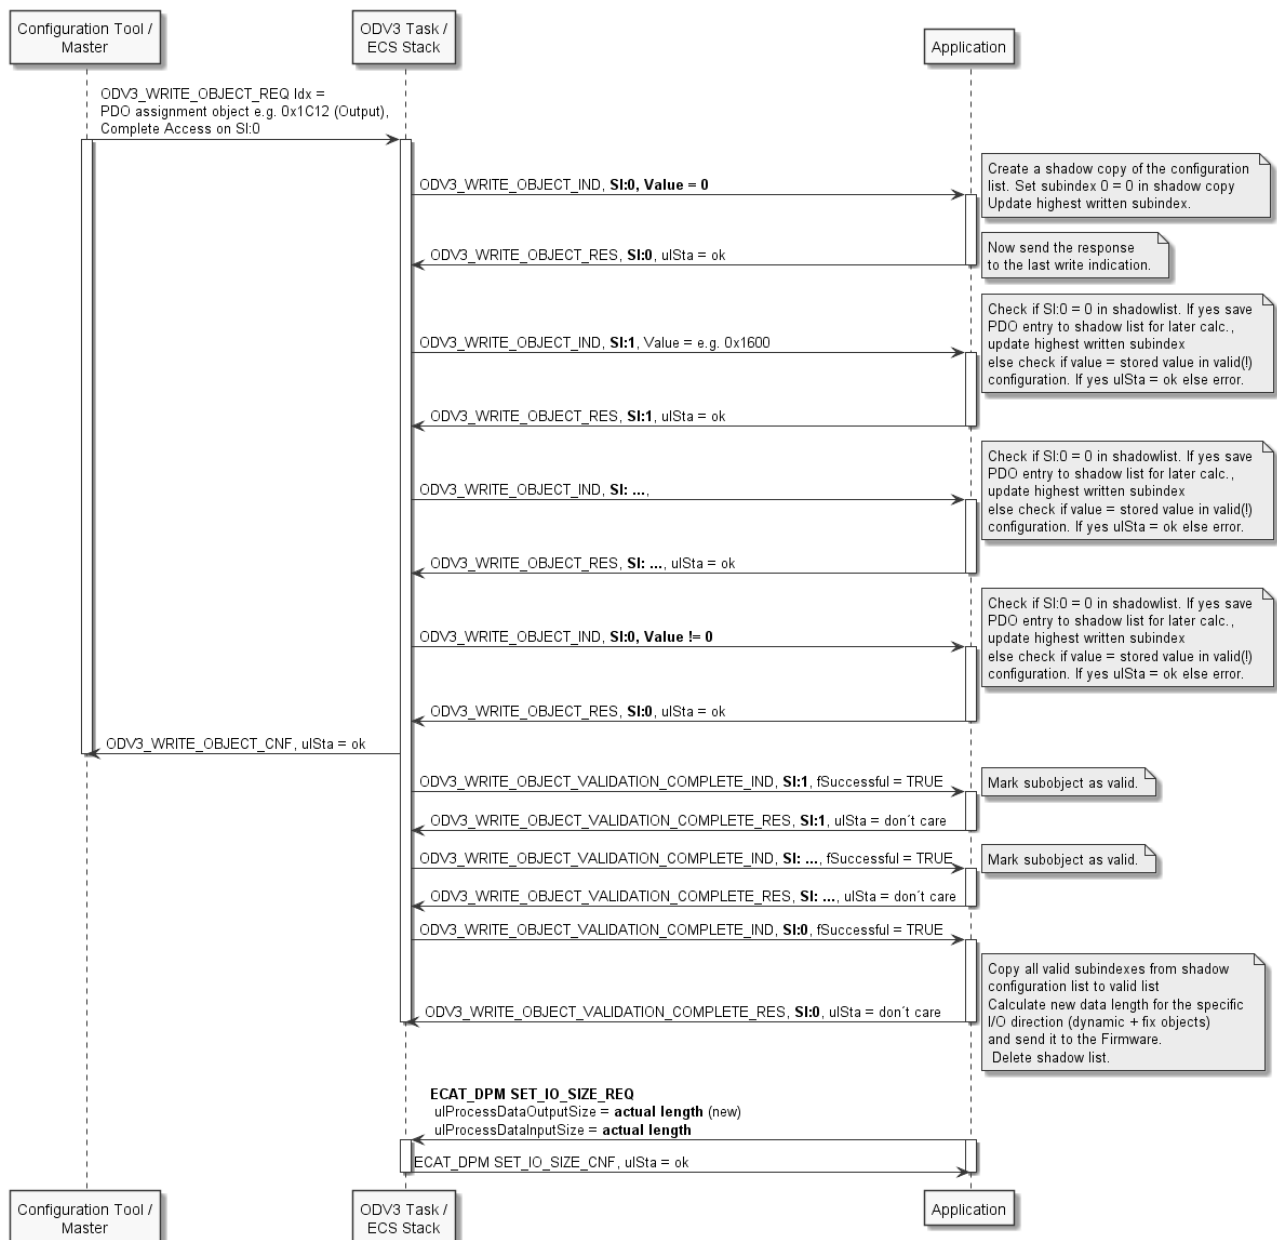 Configuration Tool /
Master
ODV3 Task /
ECS Stack
Application
ODV3_WRITE_OBJECT_REQ Idx =
PDO assignment object e.g. 0x1C12 (Output),
Complete Access on SI:0
Create a shadow copy of the configuration
list. Set subindex 0 = 0 in shadow copy
Update highest written subindex.
ODV3_WRITE_OBJECT_IND, SI:0, Value = 0
Now send the response
to the last write indication.
ODV3_WRITE_OBJECT_RES, SI:0, ulSta = ok
Check if SI:0 = 0 in shadowlist. If yes save
PDO entry to shadow list for later calc.,
update highest written subindex
else check if value = stored value in valid(!)
configuration. If yes ulSta = ok else error.
ODV3_WRITE_OBJECT_IND, SI:1, Value = e.g. 0x1600
ODV3_WRITE_OBJECT_RES, SI:1, ulSta = ok
Check if SI:0 = 0 in shadowlist. If yes save
PDO entry to shadow list for later calc.,
update highest written subindex
else check if value = stored value in valid(!)
configuration. If yes ulSta = ok else error.
ODV3_WRITE_OBJECT_IND, SI: ...,
ODV3_WRITE_OBJECT_RES, SI: ..., ulSta = ok
Check if SI:0 = 0 in shadowlist. If yes save
PDO entry to shadow list for later calc.,
update highest written subindex
else check if value = stored value in valid(!)
configuration. If yes ulSta = ok else error.
ODV3_WRITE_OBJECT_IND, SI:0, Value != 0
ODV3_WRITE_OBJECT_RES, SI:0, ulSta = ok
ODV3_WRITE_OBJECT_CNF, ulSta = ok
ODV3_WRITE_OBJECT_VALIDATION_COMPLETE_IND, SI:1, fSuccessful = TRUE
Mark subobject as valid.
ODV3_WRITE_OBJECT_VALIDATION_COMPLETE_RES, SI:1, ulSta = don´t care
ODV3_WRITE_OBJECT_VALIDATION_COMPLETE_IND, SI: ..., fSuccessful = TRUE
Mark subobject as valid.
ODV3_WRITE_OBJECT_VALIDATION_COMPLETE_RES, SI: ..., ulSta = don´t care
ODV3_WRITE_OBJECT_VALIDATION_COMPLETE_IND, SI:0, fSuccessful = TRUE
Copy all valid subindexes from shadow
configuration list to valid list
Calculate new data length for the specific
I/O direction (dynamic + fix objects)
and send it to the Firmware.
Delete shadow list.
ODV3_WRITE_OBJECT_VALIDATION_COMPLETE_RES, SI:0, ulSta = don´t care
ECAT_DPM SET_IO_SIZE_REQ
ulProcessDataOutputSize = actual length (new)
ulProcessDataInputSize = actual length
ECAT_DPM SET_IO_SIZE_CNF, ulSta = ok
Configuration Tool /
Master
ODV3 Task /
ECS Stack
Application